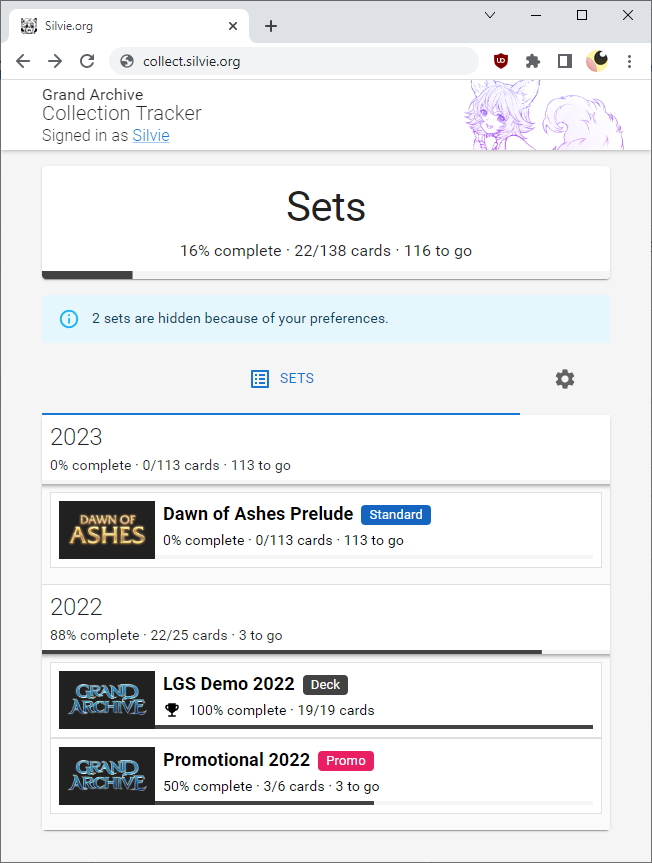 Silvie.org
collect.silvie.org
Grand Archive
Collection Tracker
Signed in as Silvie
Sets
16% complete · 22/138 cards · 116 to go
2 sets are hidden because of your preferences.
SETS
2023
0% complete · 0/113 cards · 113 to go
DAWN OF
ASHES
Dawn of Ashes Prelude Standard
0% complete · 0/113 cards · 113 to go
2022
88% complete · 22/25 cards · 3 to go
GRAND
ARCHIVE
LGS Demo 2022 Deck
100% complete · 19/19 cards
GRAND
ARCHIVE
Promotional 2022 Promo
50% complete · 3/6 cards · 3 to go